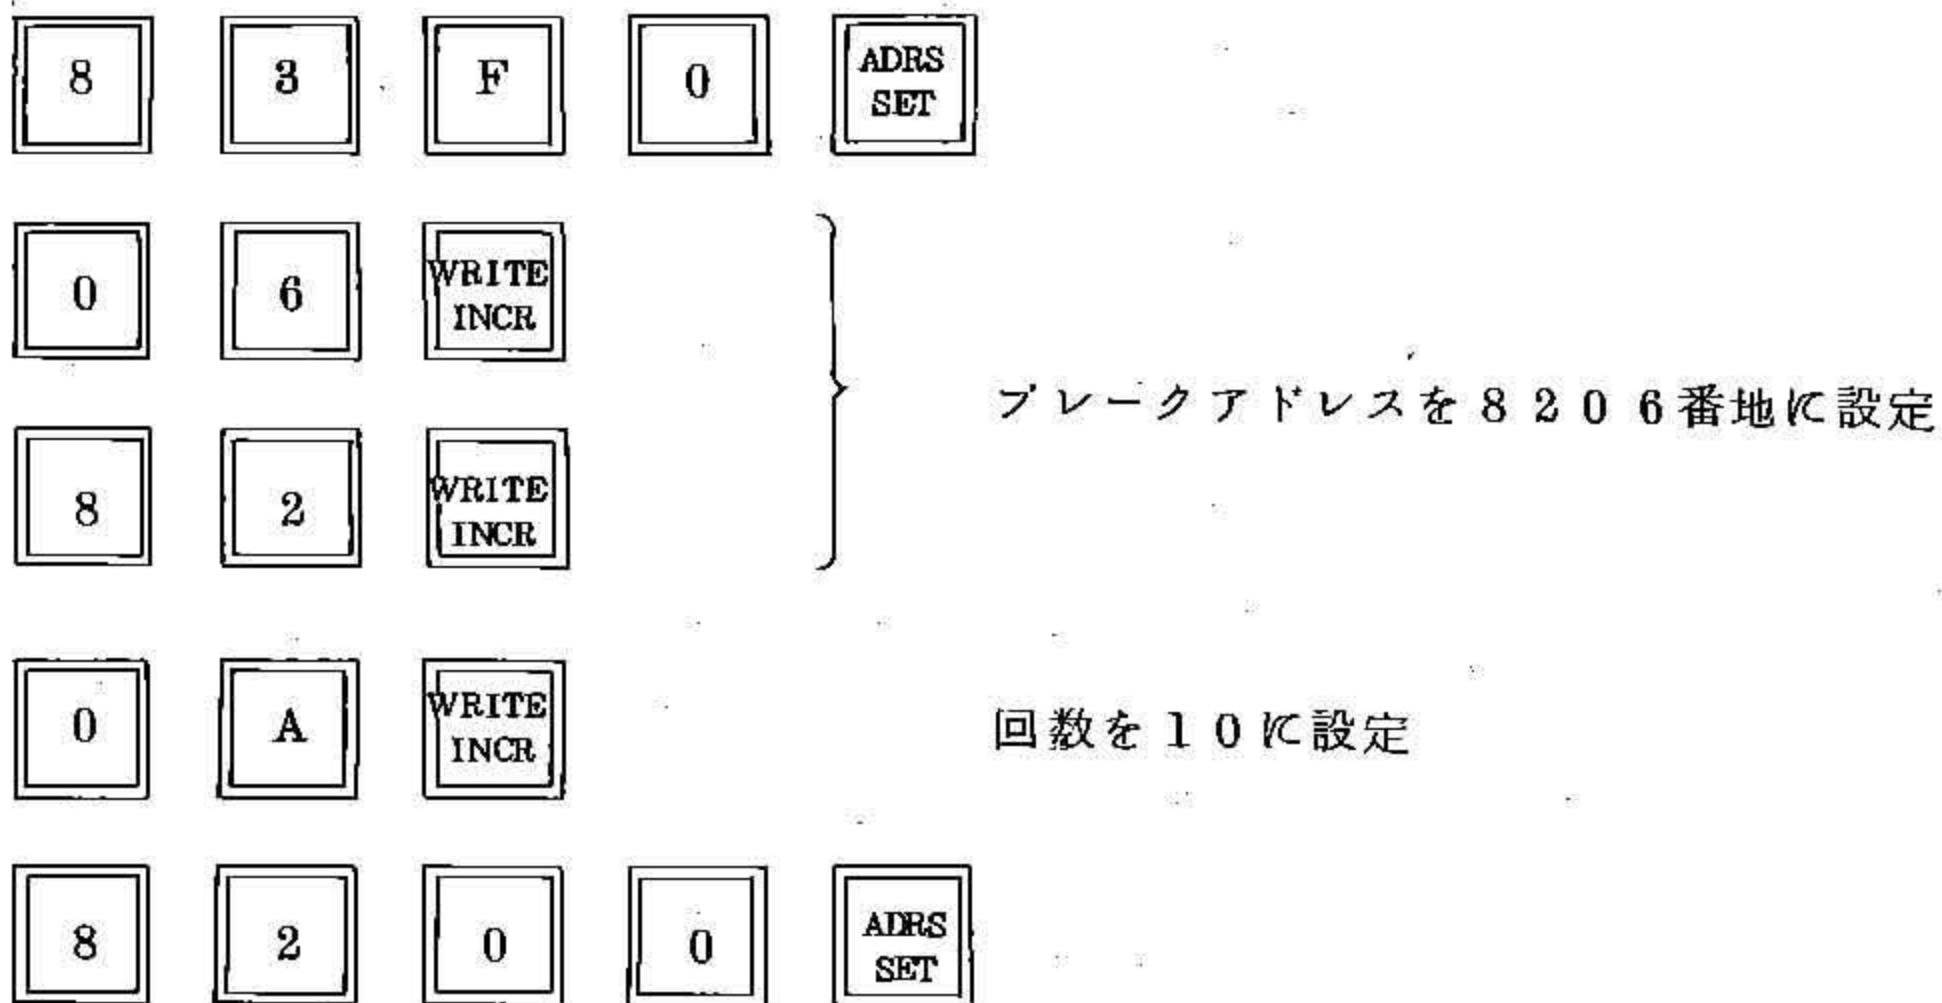 8 3 F 0 ADRS SET
0 6 WRITE INCR
ブレークアドレスを8206番地に設定
8 2 WRITE INCR
0 A WRITE INCR 回数を10に設定
8 2 0 0 ADRS SET